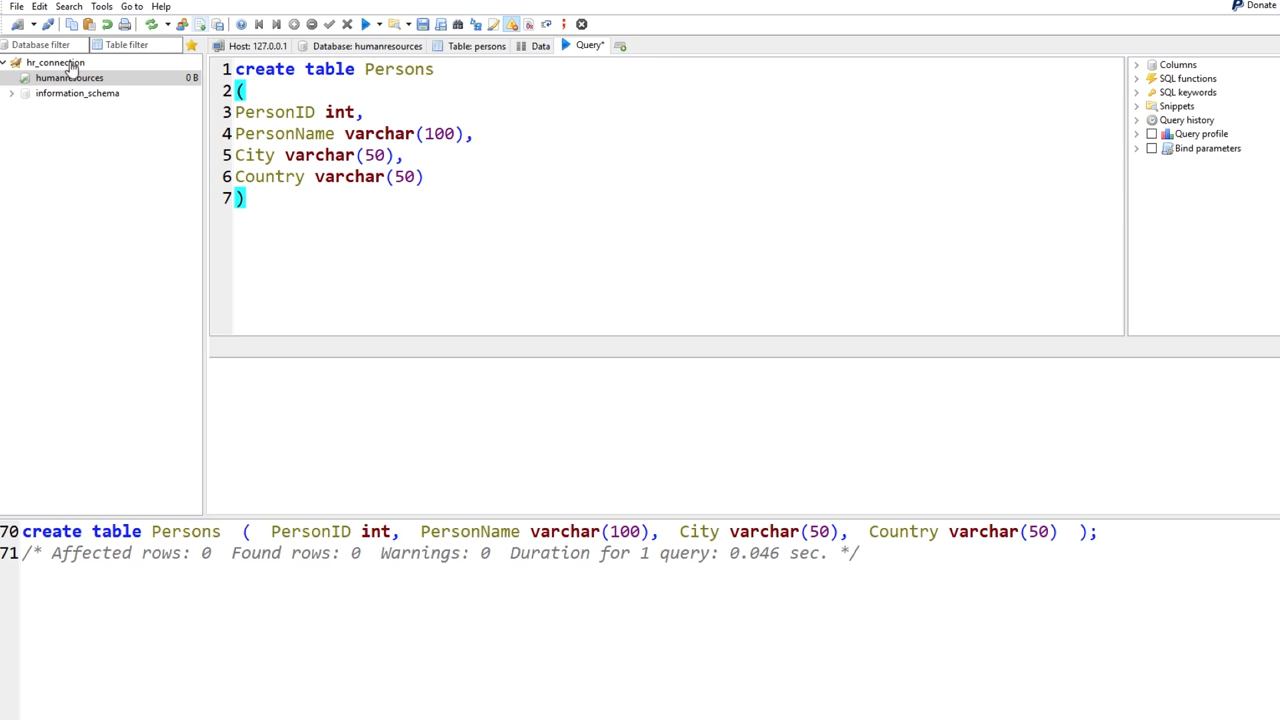 File Edit Search Tools Go to Help
Donate
Database filter Table filter Host: 127.0.0.1 Database: humanresources Table: persons Data Query*
hr_connection
humanresources 0 B
information_schema
1 create table Persons
2 (
3 PersonID int,
4 PersonName varchar(100),
5 City varchar(50),
6 Country varchar(50)
7 )
Columns
SQL functions
SQL keywords
Snippets
Query history
Query profile
Bind parameters
70 create table Persons ( PersonID int, PersonName varchar(100), City varchar(50), Country varchar(50) );
71 /* Affected rows: 0 Found rows: 0 Warnings: 0 Duration for 1 query: 0.046 sec. */